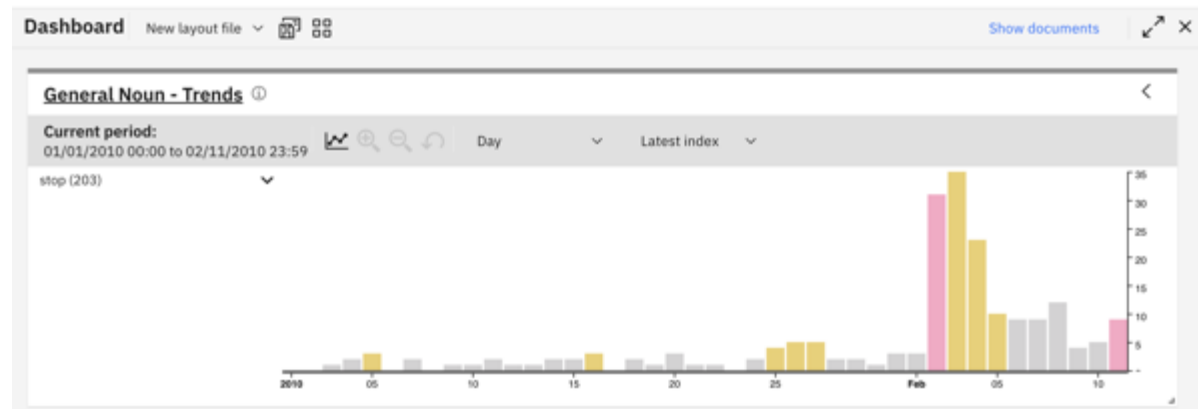 Dashboard New layout file Show documents
General Noun - Trends
Current period:
01/01/2010 00:00 to 02/11/2010 23:59 Day Latest index
stop (203)
35
30
25
20
15
10
5
-
2010 05 10 15 20 25 Feb 05 10